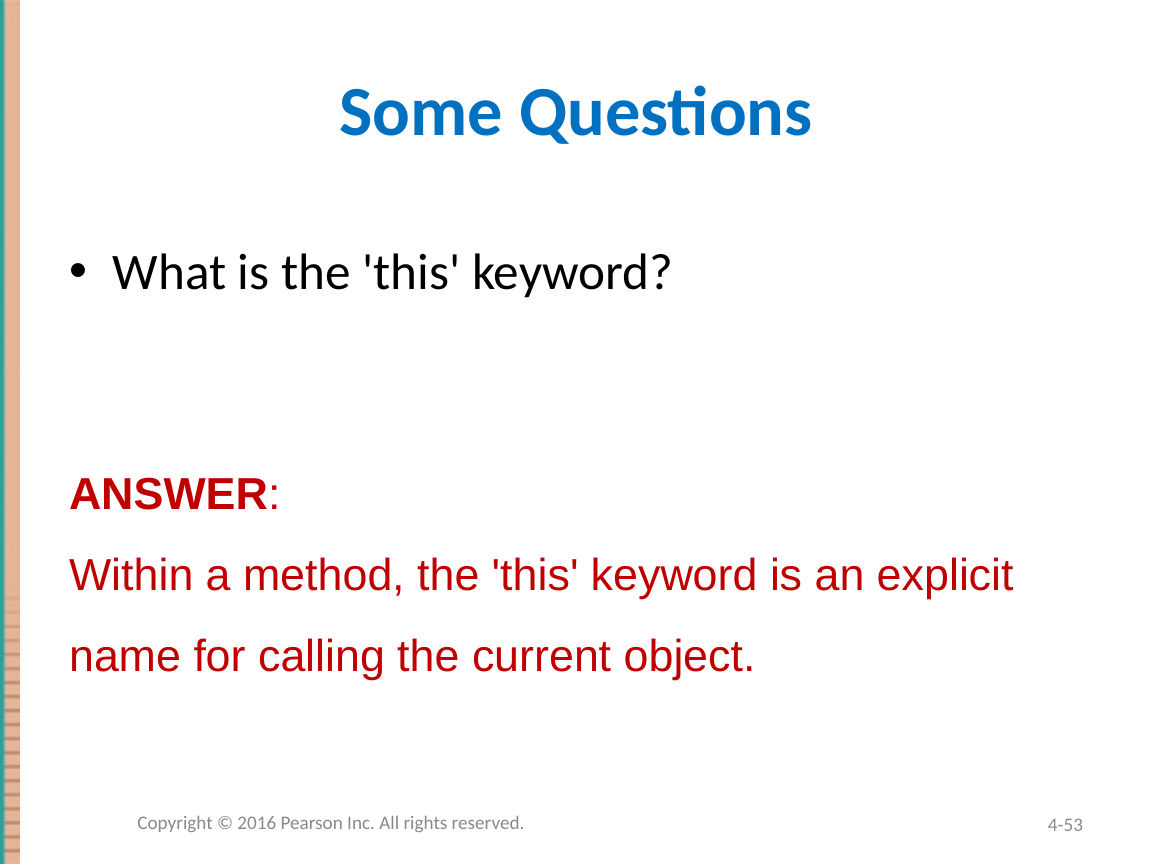 Some Questions
• What is the 'this' keyword?
ANSWER:
Within a method, the 'this' keyword is an explicit
name for calling the current object.
Copyright © 2016 Pearson Inc. All rights reserved.
4-53